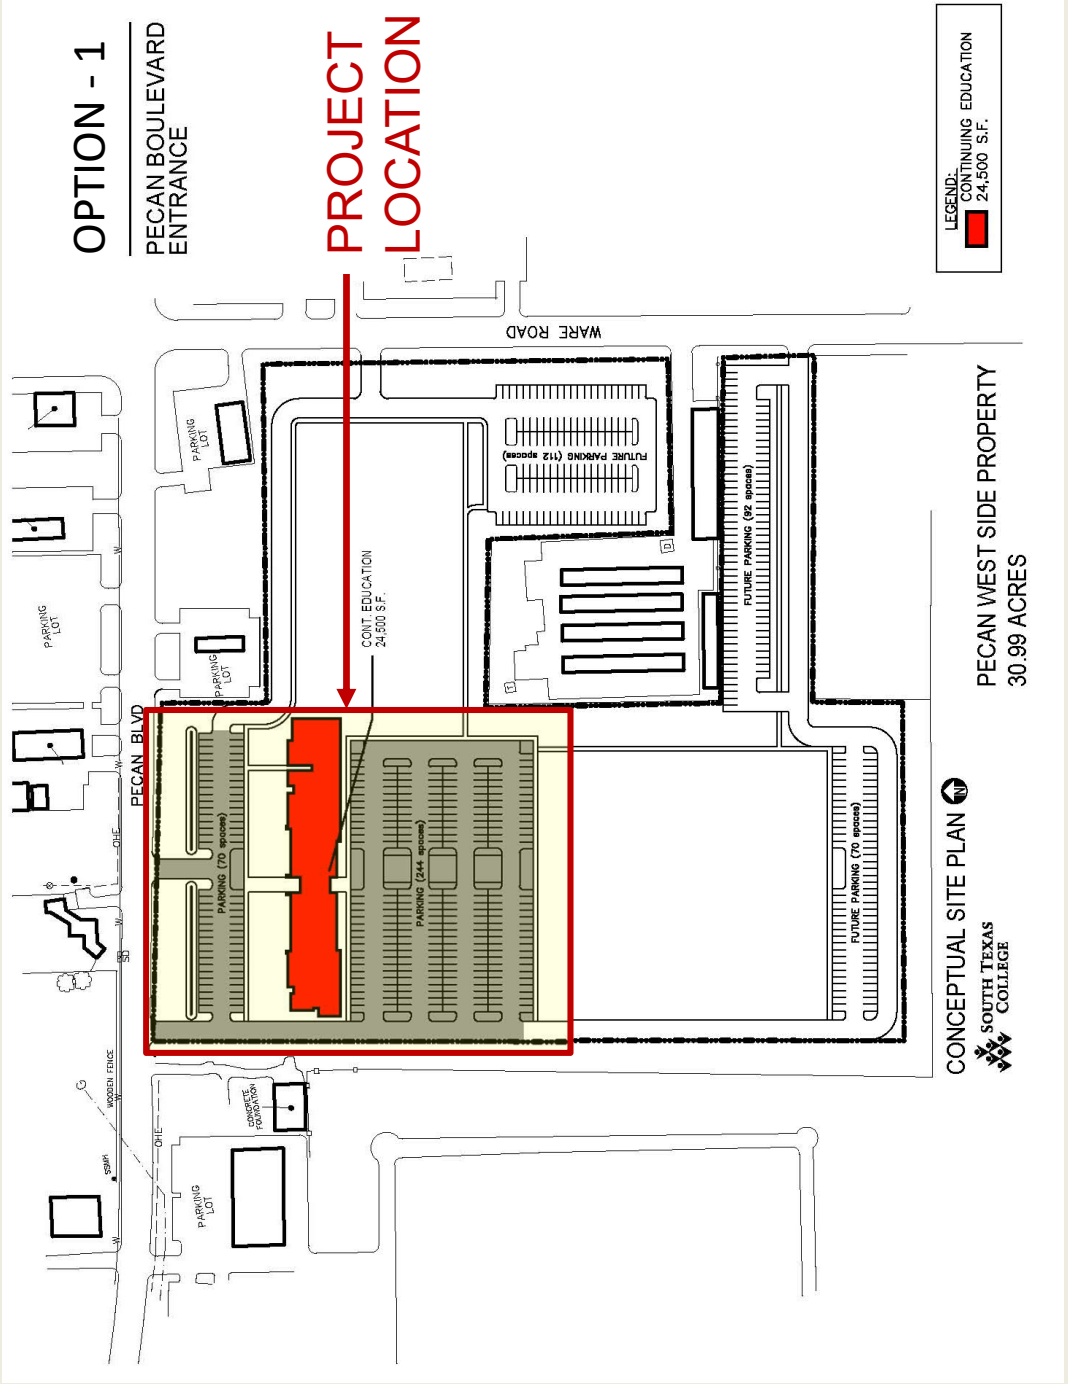 OPTION - 1
PECAN BOULEVARD
ENTRANCE
PROJECT
LOCATION
LEGEND:
CONTINUING EDUCATION
24,500 S.F.
WARE ROAD
PARKING
LOT
FUTURE PARKING (112 spaces)
FUTURE PARKING (92 spaces)
D
T
CONT. EDUCATION
24,500 S.F.
PARKING
LOT
PARKING
LOT
W
W
W
W
PECAN BLVD
PARKING (70 spaces)
PARKING (244 spaces)
FUTURE PARKING (70 spaces)
OHE
SD
WOODEN FENCE
W
G
CONCRETE
FOUNDATION
OHE
SSMH
PARKING
LOT
W
PECAN WEST SIDE PROPERTY
30.99 ACRES
CONCEPTUAL SITE PLAN
N
SOUTH TEXAS
COLLEGE